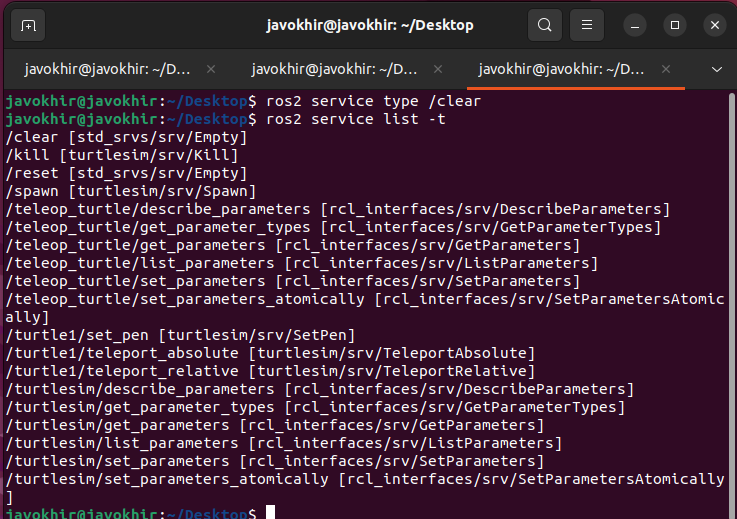 javokhir@javokhir: ~/Desktop
javokhir@javokhir: ~/D...
javokhir@javokhir: ~/D...
javokhir@javokhir: ~/D...
javokhir@javokhir:~/Desktop$ ros2 service type /clear
javokhir@javokhir:~/Desktop$ ros2 service list -t
/clear [std_srvs/srv/Empty]
/kill [turtlesim/srv/Kill]
/reset [std_srvs/srv/Empty]
/spawn [turtlesim/srv/Spawn]
/teleop_turtle/describe_parameters [rcl_interfaces/srv/DescribeParameters]
/teleop_turtle/get_parameter_types [rcl_interfaces/srv/GetParameterTypes]
/teleop_turtle/get_parameters [rcl_interfaces/srv/GetParameters]
/teleop_turtle/list_parameters [rcl_interfaces/srv/ListParameters]
/teleop_turtle/set_parameters [rcl_interfaces/srv/SetParameters]
/teleop_turtle/set_parameters_atomically [rcl_interfaces/srv/SetParametersAtomic
ally]
/turtle1/set_pen [turtlesim/srv/SetPen]
/turtle1/teleport_absolute [turtlesim/srv/TeleportAbsolute]
/turtle1/teleport_relative [turtlesim/srv/TeleportRelative]
/turtlesim/describe_parameters [rcl_interfaces/srv/DescribeParameters]
/turtlesim/get_parameter_types [rcl_interfaces/srv/GetParameterTypes]
/turtlesim/get_parameters [rcl_interfaces/srv/GetParameters]
/turtlesim/list_parameters [rcl_interfaces/srv/ListParameters]
/turtlesim/set_parameters [rcl_interfaces/srv/SetParameters]
/turtlesim/set_parameters_atomically [rcl_interfaces/srv/SetParametersAtomically
]
javokhir@javokhir:~/Desktop$